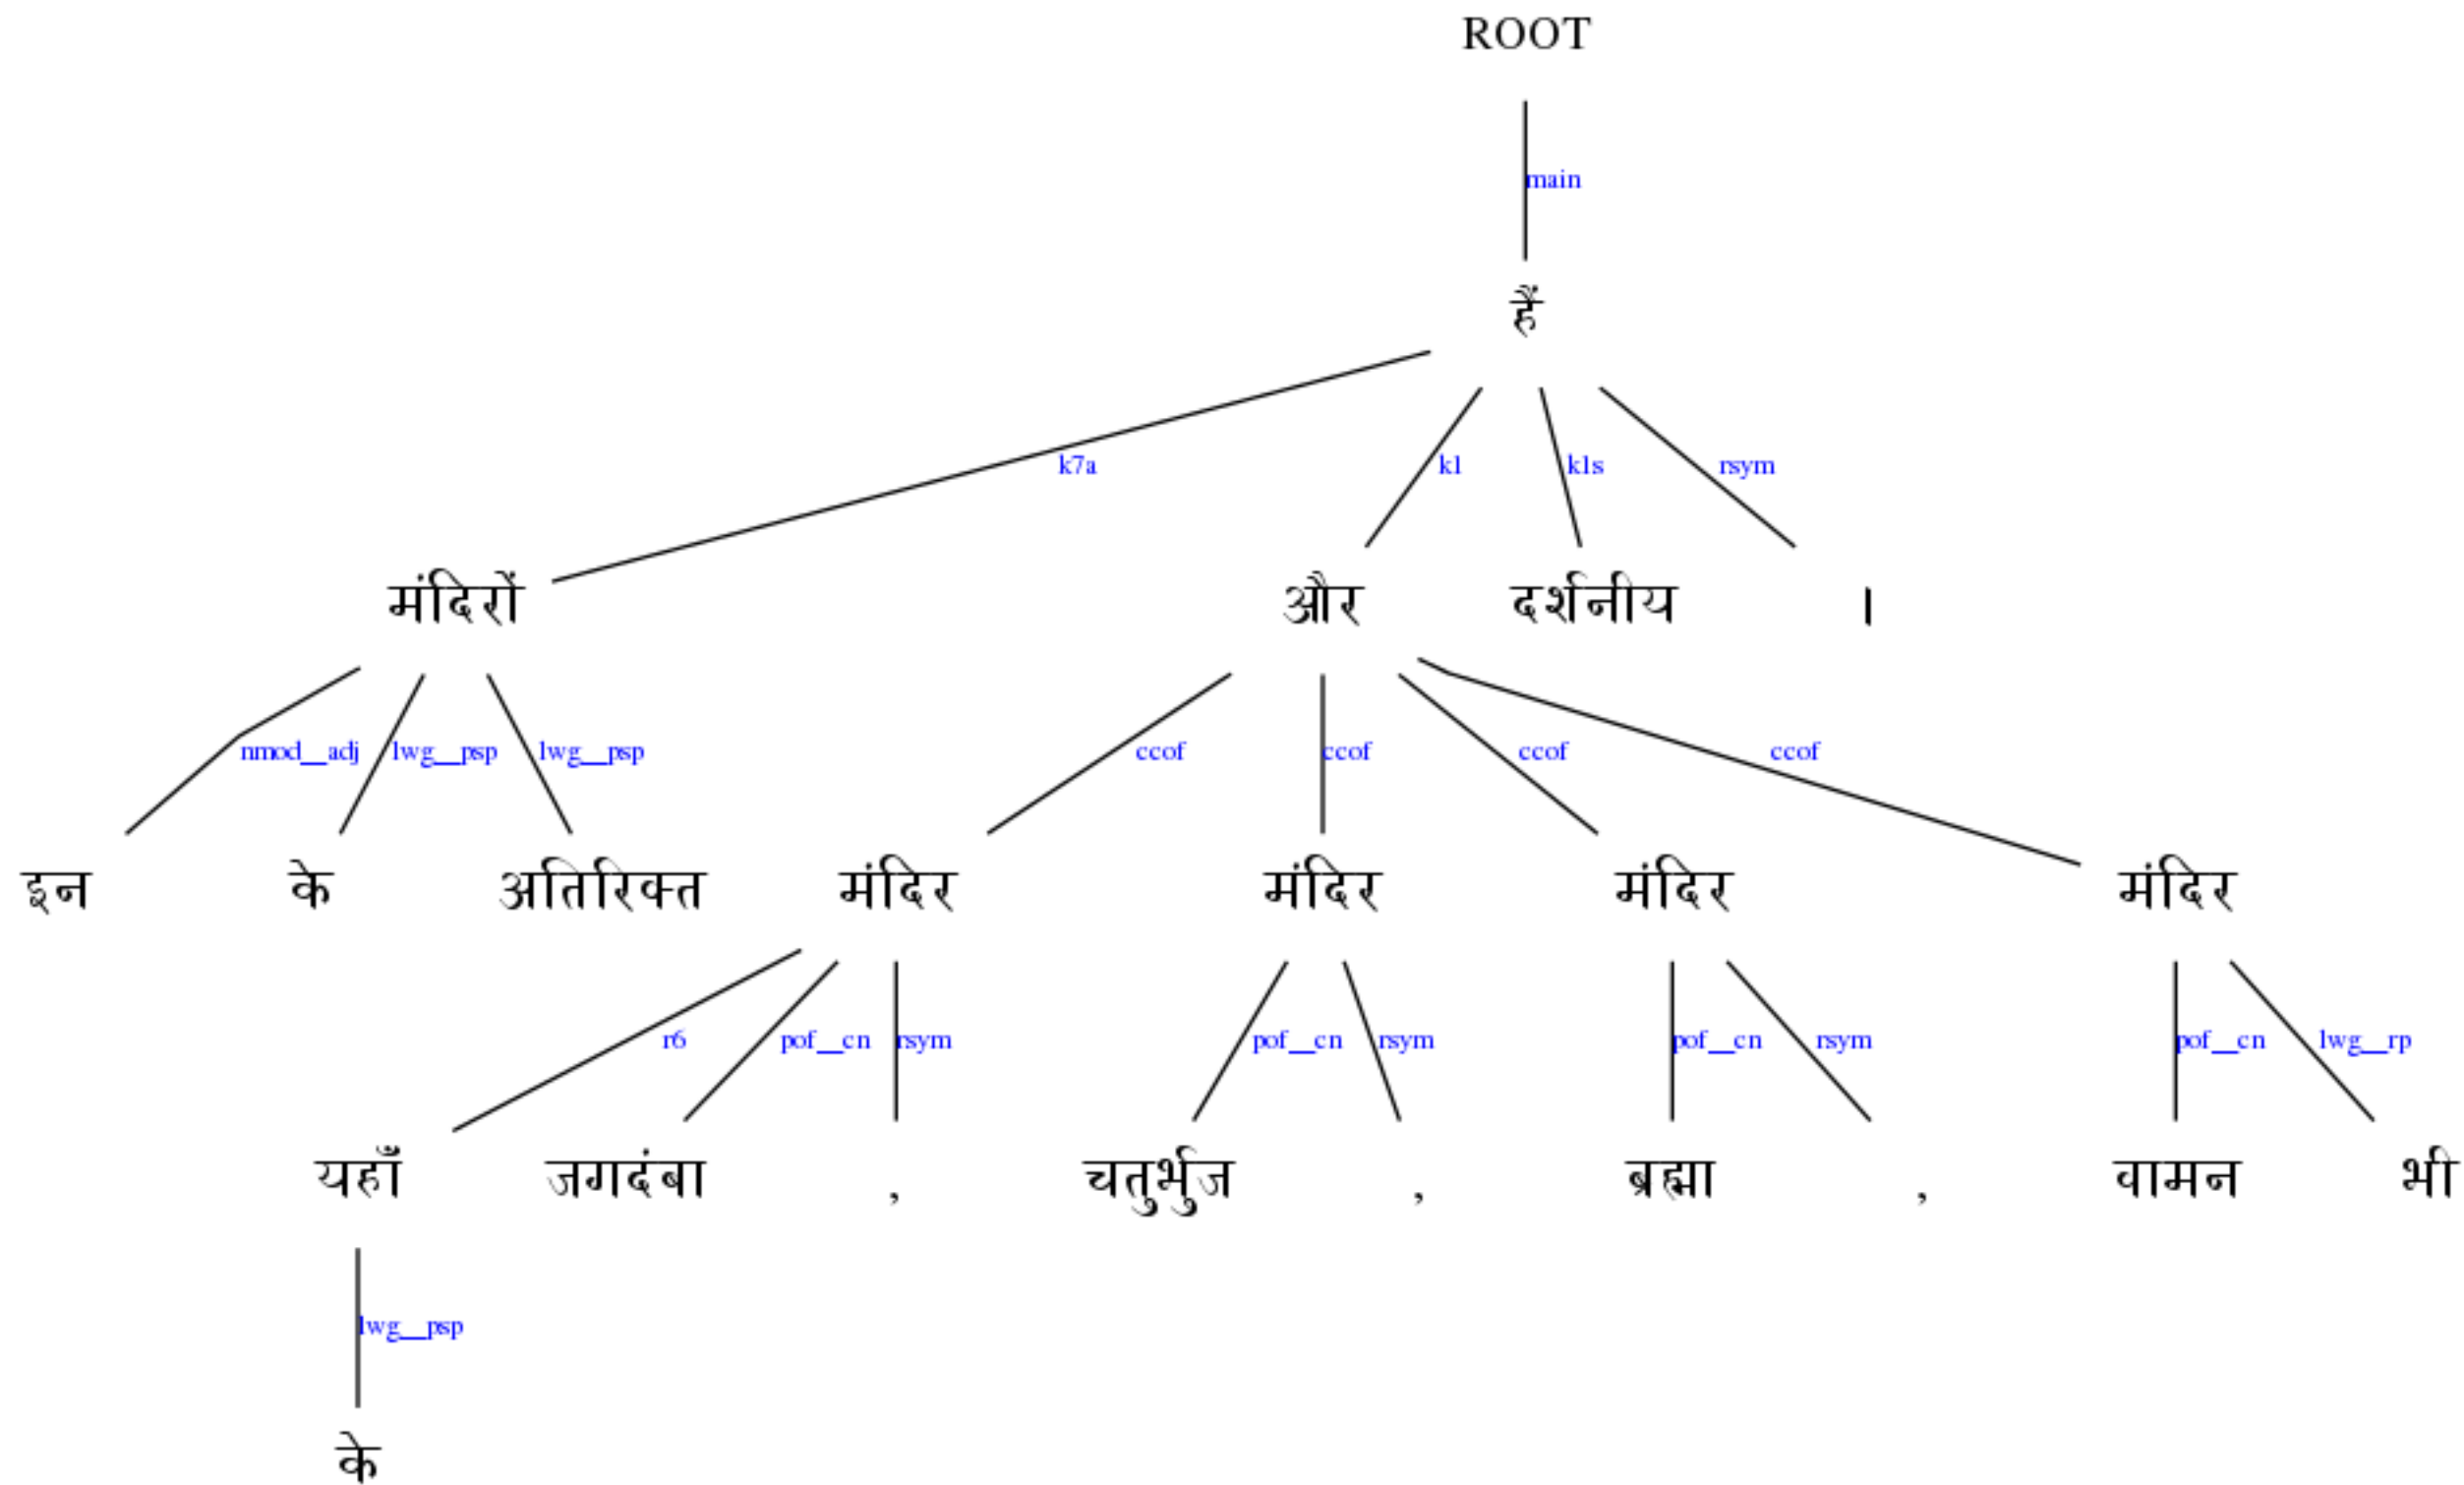 ROOT
main
हैं
k7a k1 k1s rsym
मंदिरों और दर्शनीय ।
nmod__adj lwg__psp lwg__psp ccof ccof ccof ccof
इन के अतिरिक्त मंदिर मंदिर मंदिर मंदिर
r6 pof__cn rsym pof__cn rsym pof__cn rsym pof__cn lwg__rp
यहाँ जगदंबा , चतुर्भुज , ब्रह्मा , वामन भी
lwg__psp
के